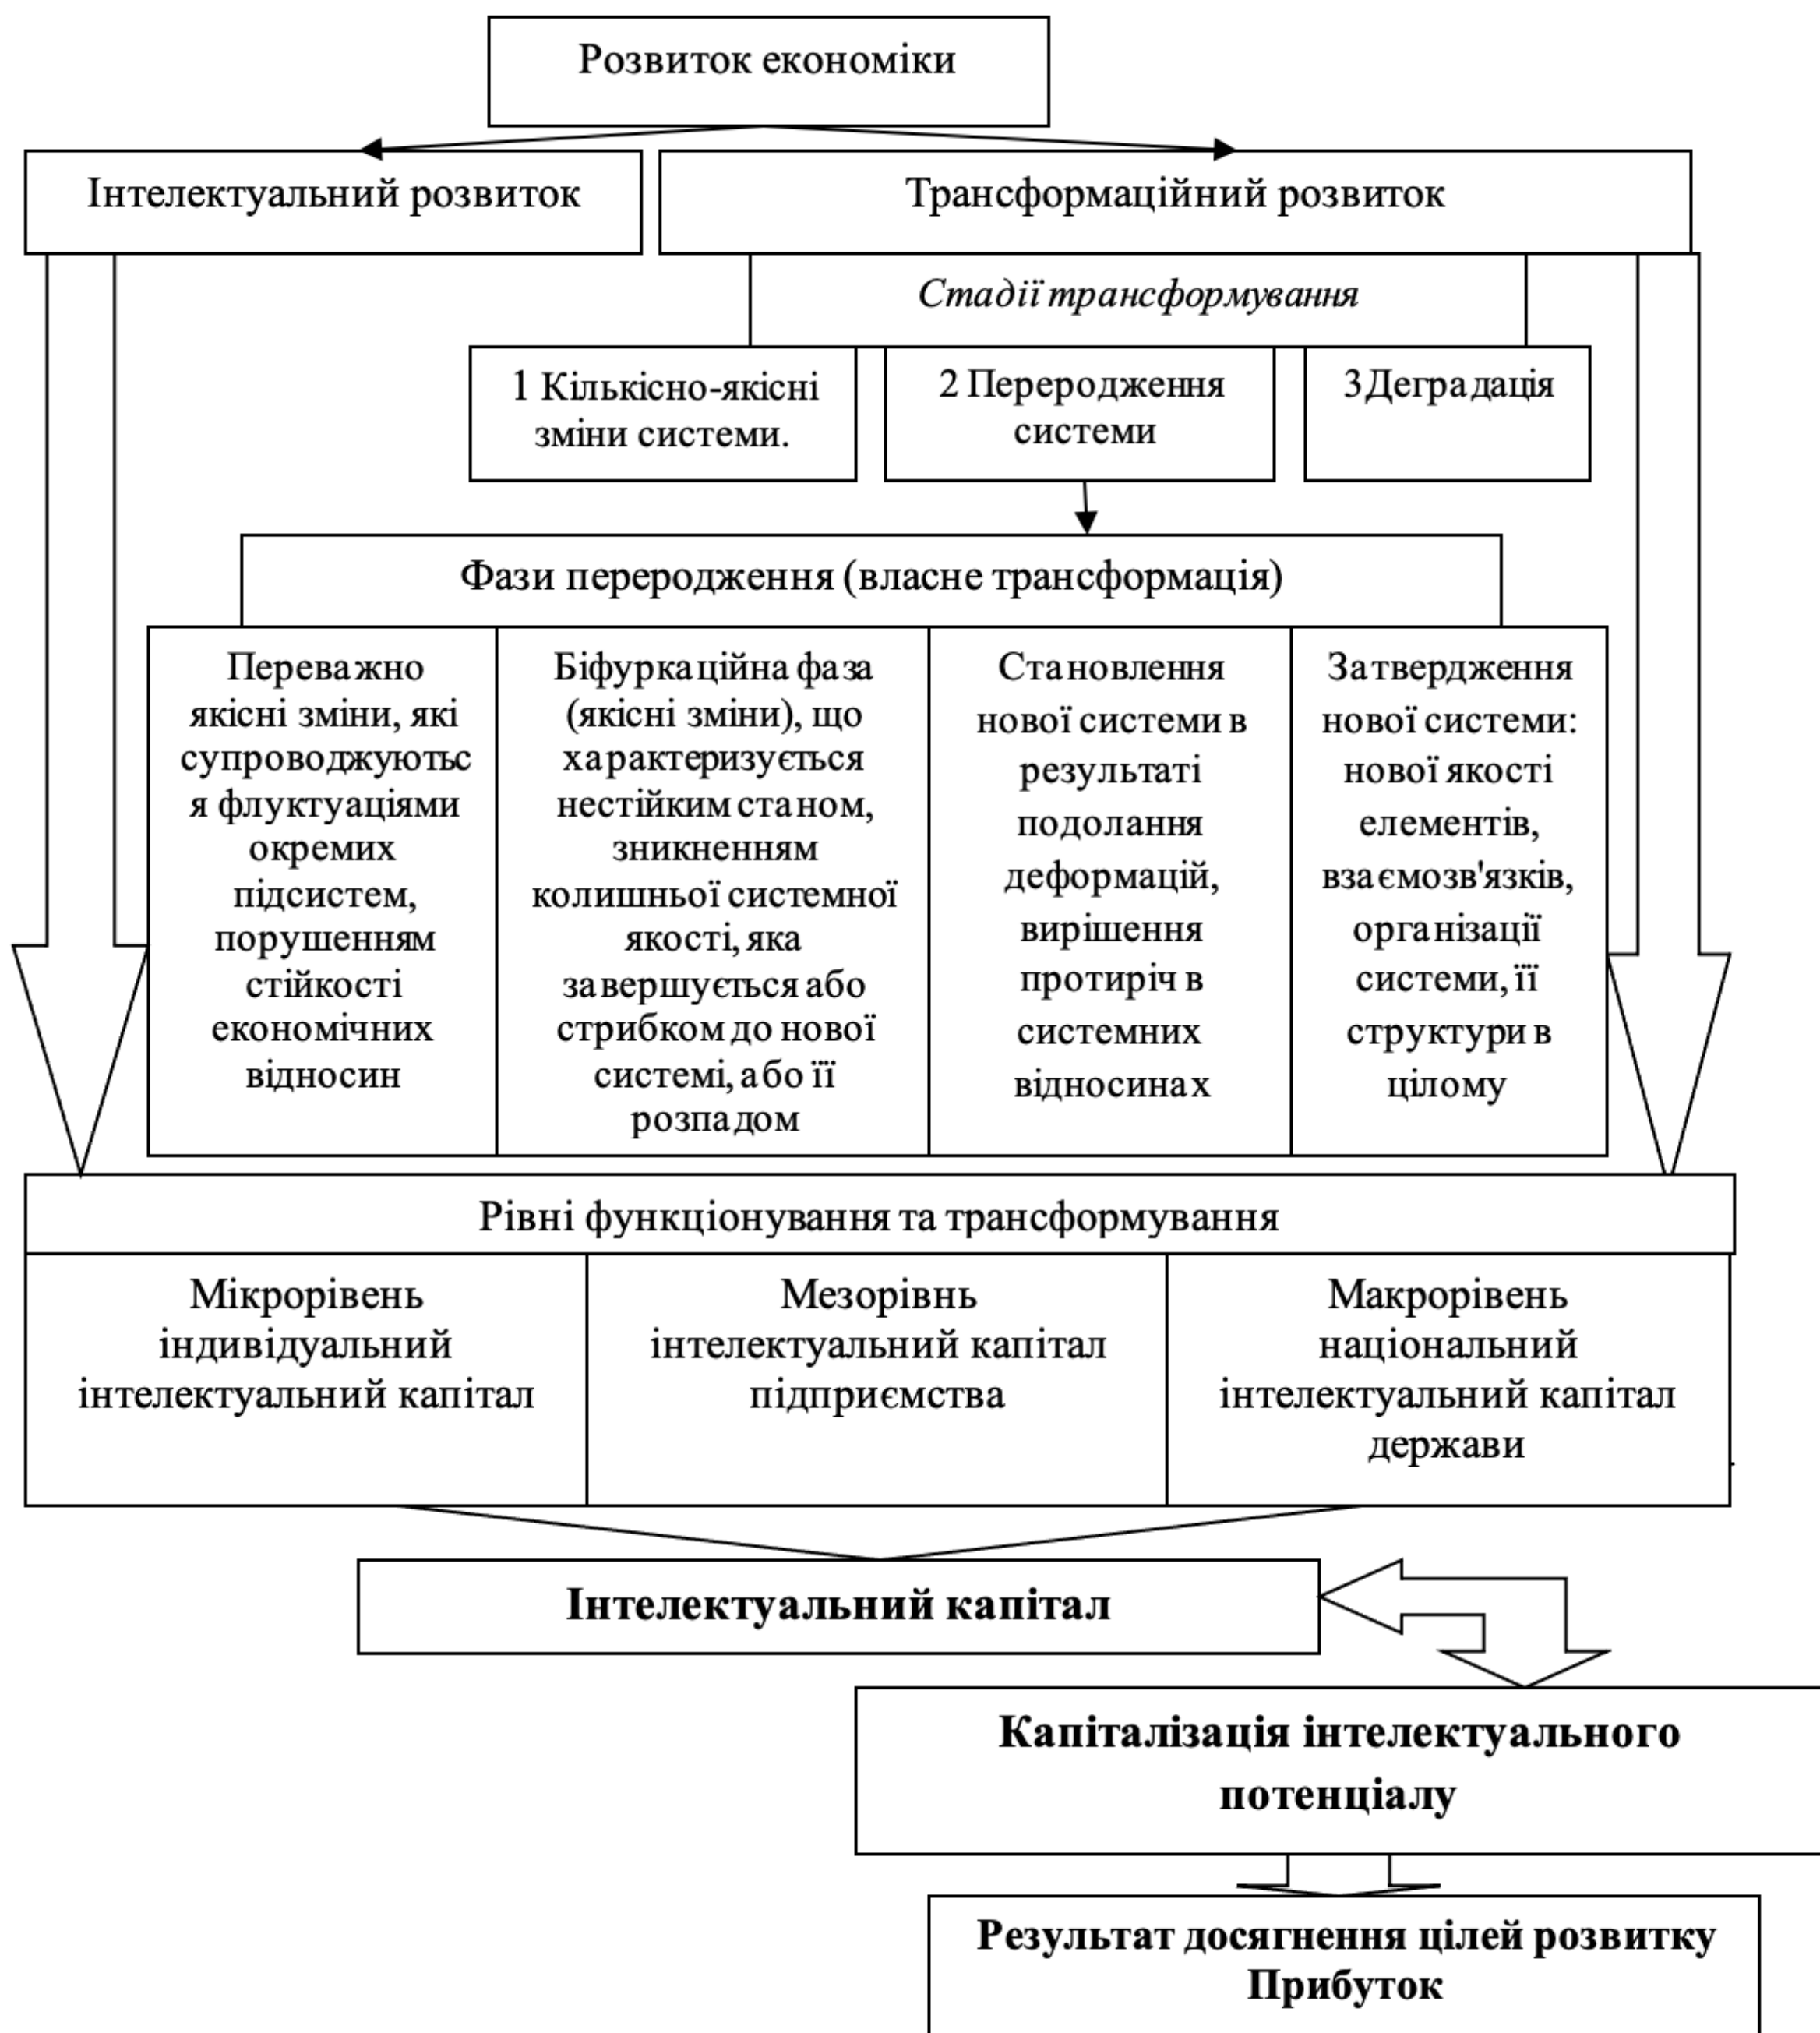 Розвиток економіки
Інтелектуальний розвиток
Трансформаційний розвиток
Стадії трансформування
1 Кількісно-якісні
зміни системи.
2 Переродження
системи
3Деградація
Фази переродження (власне трансформація)
Переважно
якісні зміни, які
супроводжуютьс
я флуктуаціями
окремих
підсистем,
порушенням
стійкості
економічних
відносин
Біфуркаційна фаза
(якісні зміни), що
характеризується
нестійким станом,
зникненням
колишньої системної
якості, яка
завершується або
стрибком до нової
системі, або її
розпадом
Становлення
нової системи в
результаті
подолання
деформацій,
вирішення
протиріч в
системних
відносинах
Затвердження
нової системи:
нової якості
елементів,
взаємозв'язків,
організації
системи, її
структури в
цілому
Рівні функціонування та трансформування
Мікрорівень
індивідуальний
інтелектуальний капітал
Мезорівнь
інтелектуальний капітал
підприємства
Макрорівень
національний
інтелектуальний капітал
держави
Інтелектуальний капітал
Капіталізація інтелектуального
потенціалу
Результат досягнення цілей розвитку
Прибуток